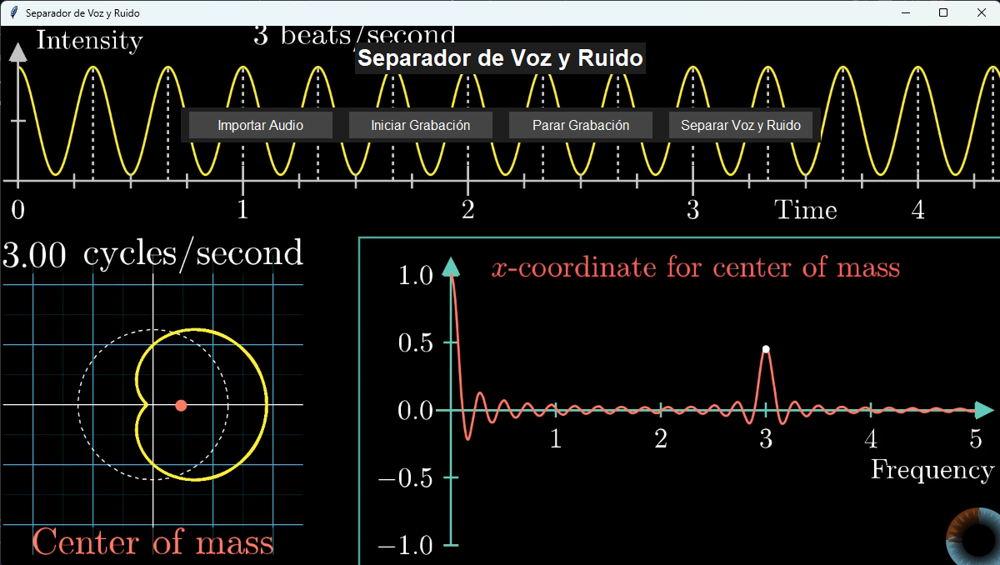 Separador de Voz y Ruido
Intensity
3 beats/second
Separador de Voz y Ruido
Importar Audio
Iniciar Grabación
Parar Grabación
Separar Voz y Ruido
0 1 2 3 Time 4
3.00 cycles/second
x-coordinate for center of mass
1.0
0.5
0.0
1 2 3 4 5
Frequency
−0.5
−1.0
Center of mass